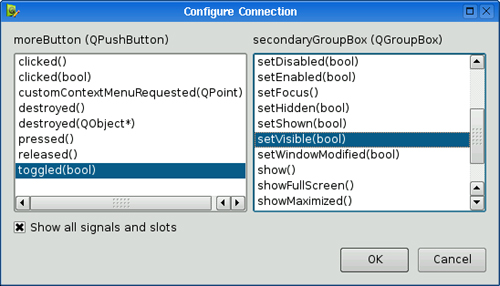 Configure Connection
moreButton (QPushButton)
clicked()
clicked(bool)
customContextMenuRequested(QPoint)
destroyed()
destroyed(QObject*)
pressed()
released()
toggled(bool)
secondaryGroupBox (QGroupBox)
setDisabled(bool)
setEnabled(bool)
setFocus()
setHidden(bool)
setShown(bool)
setVisible(bool)
setWindowModified(bool)
show()
showFullScreen()
showMaximized()
Show all signals and slots
OK
Cancel